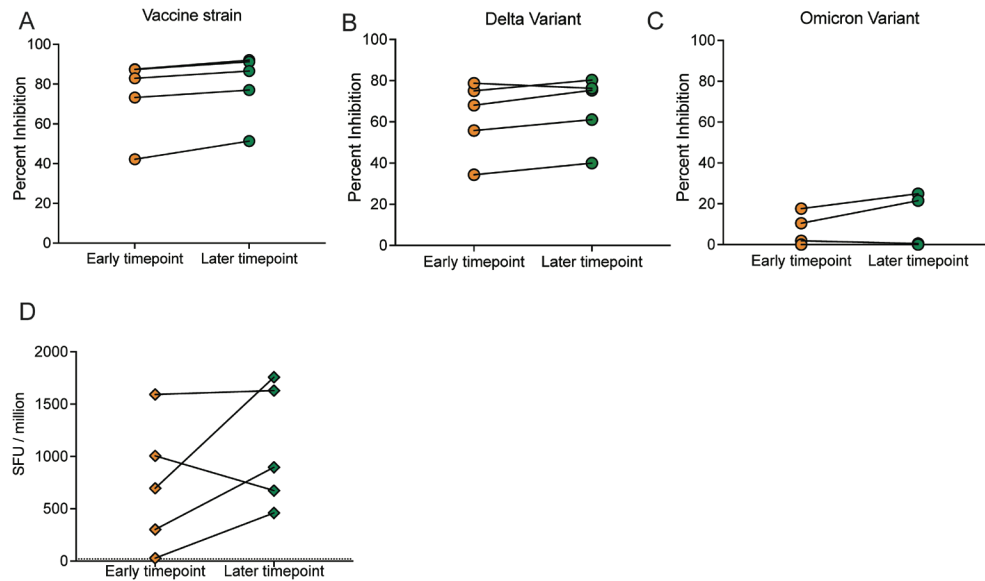 A
Vaccine strain
Percent Inhibition
100
80
60
40
20
0
Early timepoint
Later timepoint
B
Delta Variant
Percent Inhibition
100
80
60
40
20
0
Early timepoint
Later timepoint
C
Omicron Variant
Percent Inhibition
100
80
60
40
20
0
Early timepoint
Later timepoint
D
SFU / million
2000
1500
1000
500
0
Early timepoint
Later timepoint